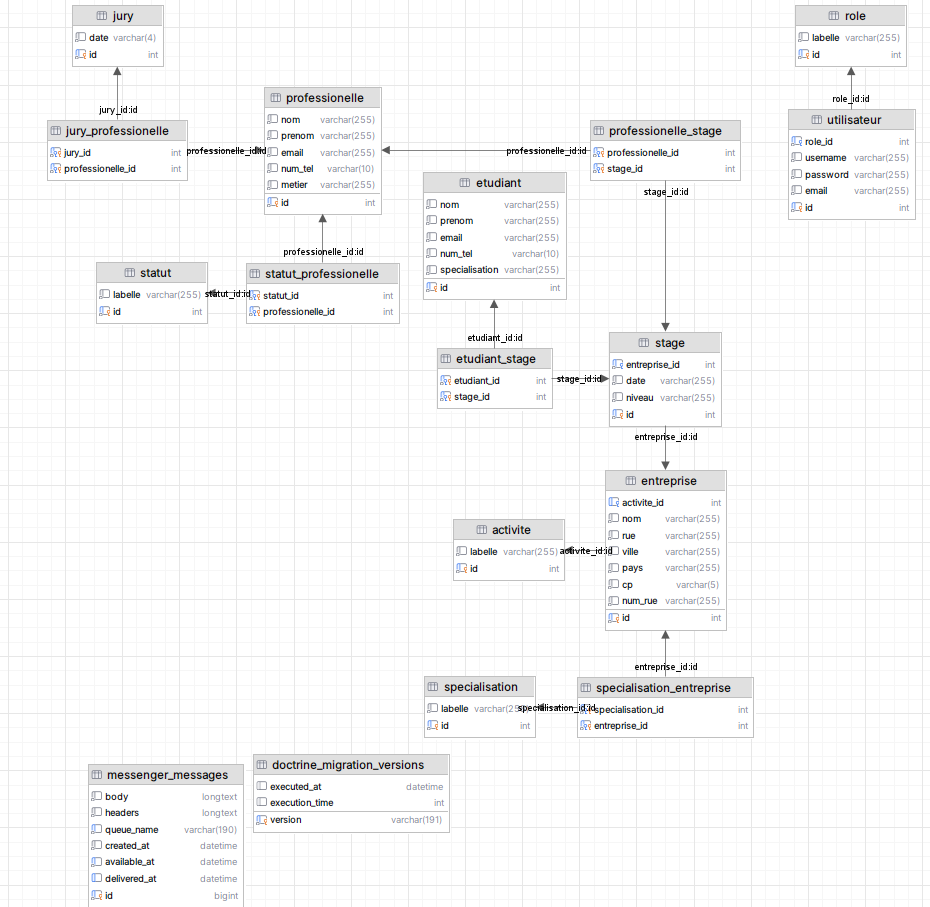 jury
date varchar(4)
id int
jury_id:id
jury_professionelle
jury_id int
professionelle_id int
professionelle_id:id
professionelle
nom varchar(255)
prenom varchar(255)
email varchar(255)
num_tel varchar(10)
metier varchar(255)
id int
professionelle_id:id
statut
labelle varchar(255)
id int
statut_id:id
statut_professionelle
statut_id int
professionelle_id int
professionelle_id:id
professionelle_stage
professionelle_id int
stage_id int
stage_id:id
role
labelle varchar(255)
id int
role_id:id
utilisateur
role_id int
username varchar(255)
password varchar(255)
email varchar(255)
id int
etudiant
nom varchar(255)
prenom varchar(255)
email varchar(255)
num_tel varchar(10)
specialisation varchar(255)
id int
etudiant_id:id
etudiant_stage
etudiant_id int
stage_id int
stage_id:id
stage
entreprise_id int
date varchar(255)
niveau varchar(255)
id int
entreprise_id:id
entreprise
activite_id int
nom varchar(255)
rue varchar(255)
ville varchar(255)
pays varchar(255)
cp varchar(5)
num_rue varchar(255)
id int
activite
labelle varchar(255)
id int
activite_id:id
entreprise_id:id
specialisation
labelle varchar(255)
id int
specialisation_id:id
specialisation_entreprise
specialisation_id int
entreprise_id int
messenger_messages
body longtext
headers longtext
queue_name varchar(190)
created_at datetime
available_at datetime
delivered_at datetime
id bigint
doctrine_migration_versions
executed_at datetime
execution_time int
version varchar(191)